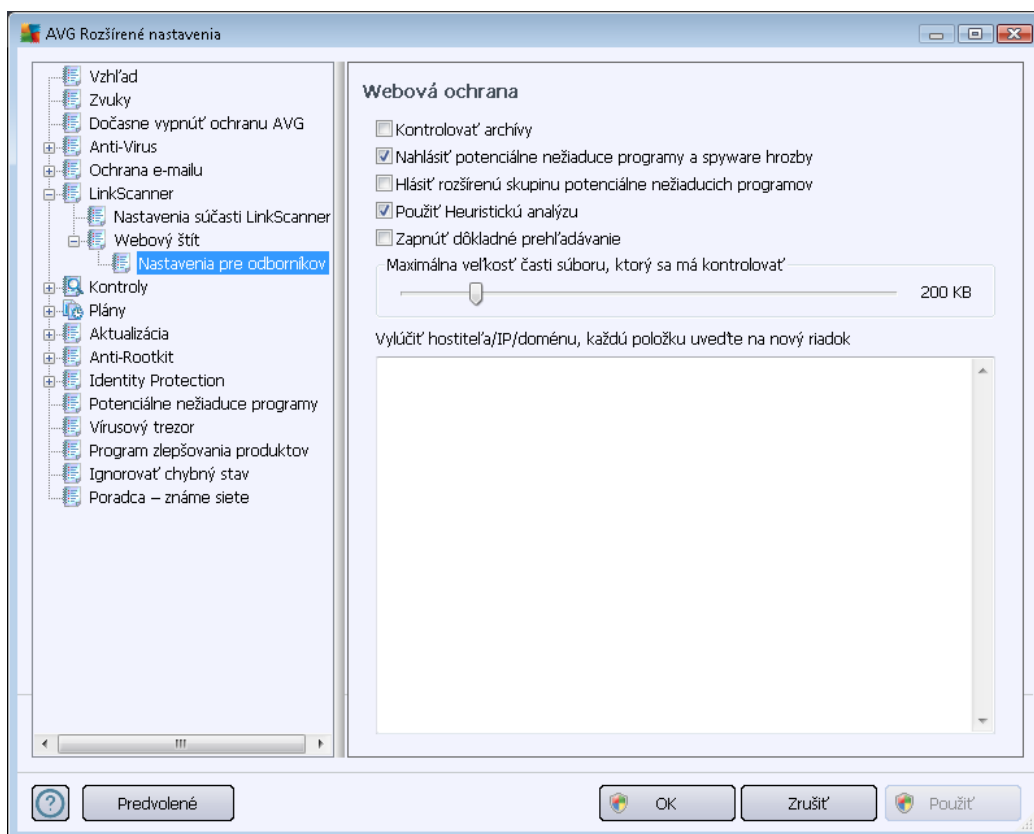 AVG Rozšírené nastavenia
Vzhľad
Zvuky
Dočasne vypnúť ochranu AVG
Anti-Virus
Ochrana e-mailu
LinkScanner
Nastavenia súčasti LinkScanner
Webový štít
Nastavenia pre odborníkov
Kontroly
Plány
Aktualizácia
Anti-Rootkit
Identity Protection
Potenciálne nežiaduce programy
Vírusový trezor
Program zlepšovania produktov
Ignorovať chybný stav
Poradca – známe siete
Webová ochrana
Kontrolovať archívy
Nahlásiť potenciálne nežiaduce programy a spyware hrozby
Hlásiť rozšírenú skupinu potenciálne nežiaducich programov
Použiť Heuristickú analýzu
Zapnúť dôkladné prehľadávanie
Maximálna veľkosť časti súboru, ktorý sa má kontrolovať
200 KB
Vylúčiť hostiteľa/IP/doménu, každú položku uveďte na nový riadok
Predvolené
OK
Zrušiť
Použiť